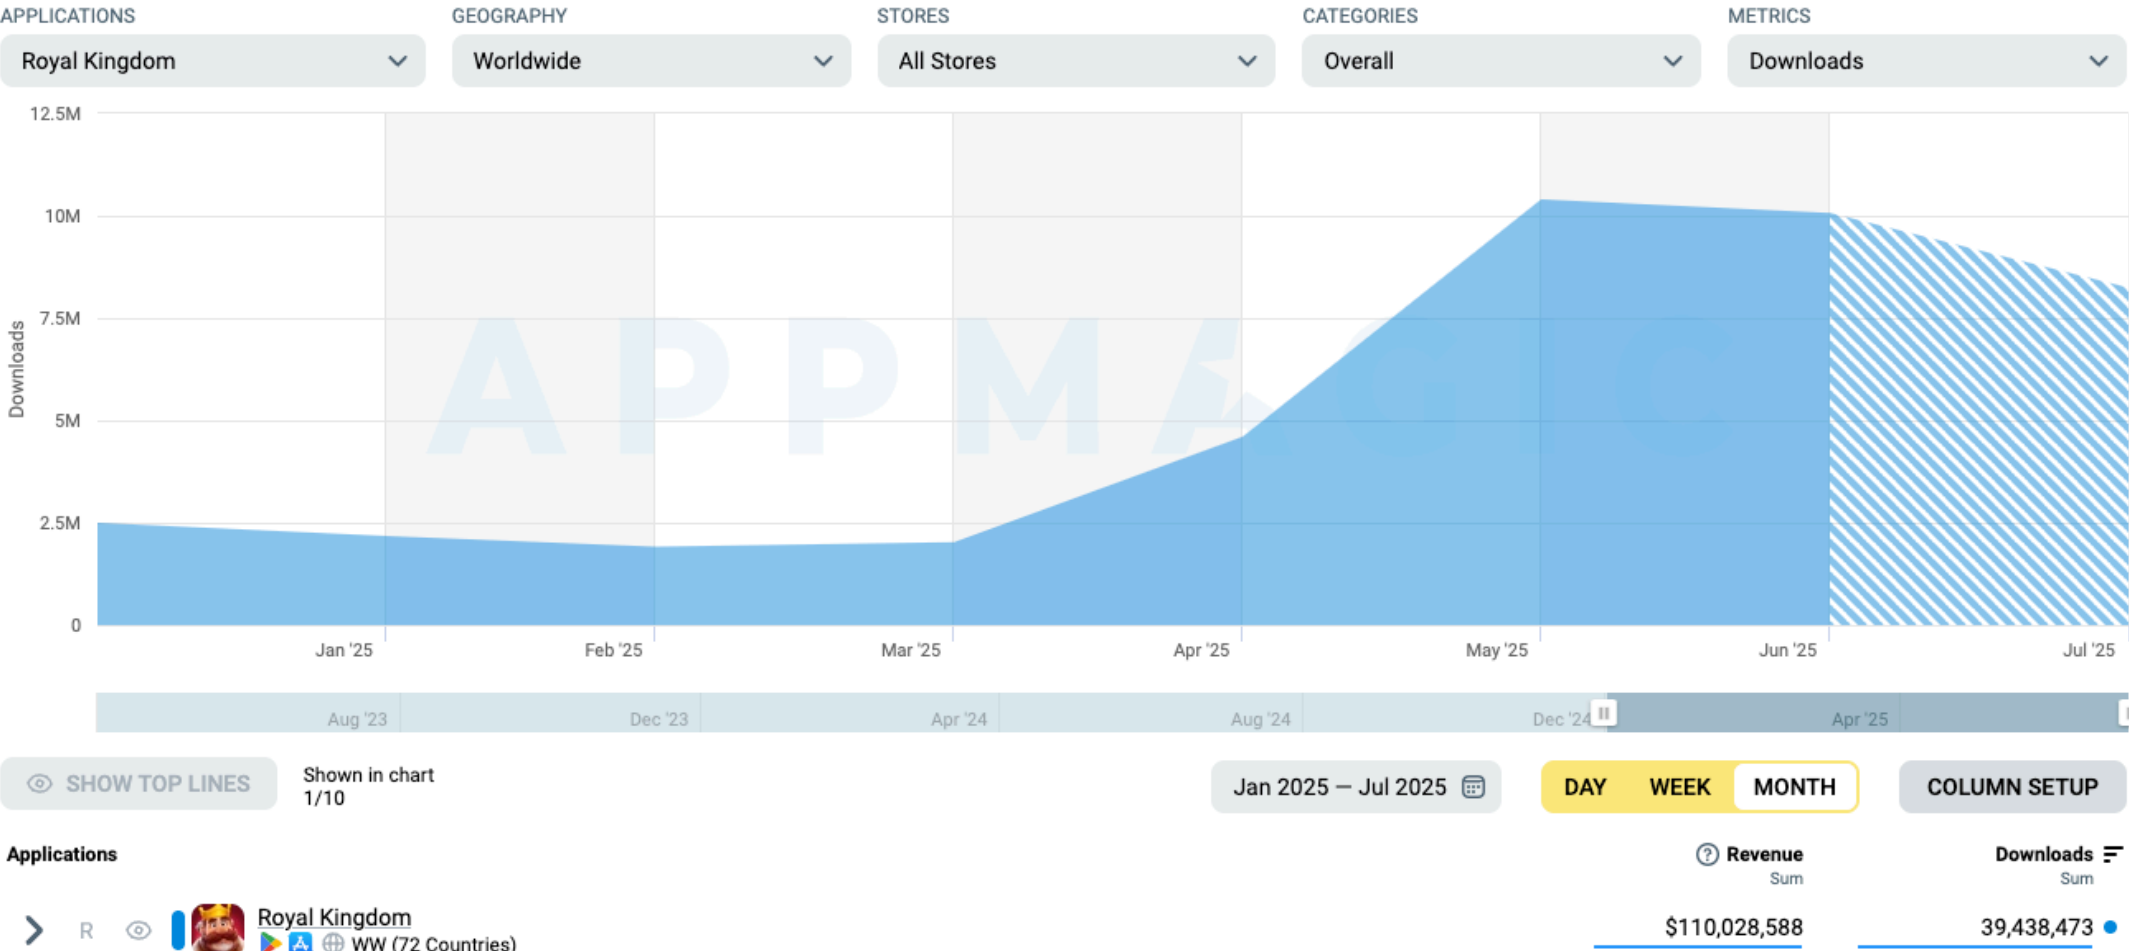 APPLICATIONS
GEOGRAPHY
STORES
CATEGORIES
METRICS
Royal Kingdom
Worldwide
All Stores
Overall
Downloads
12.5M
10M
7.5M
5M
2.5M
0
Downloads
APPMAGIC
Jan '25
Feb '25
Mar '25
Apr '25
May '25
Jun '25
Jul '25
Aug '23
Dec '23
Apr '24
Aug '24
Dec '24
Apr '25
SHOW TOP LINES
Shown in chart
1/10
Jan 2025 – Jul 2025
DAY
WEEK
MONTH
COLUMN SETUP
Applications
? Revenue
Sum
Downloads
Sum
R
Royal Kingdom
WW (72 Countries)
$110,028,588
39,438,473